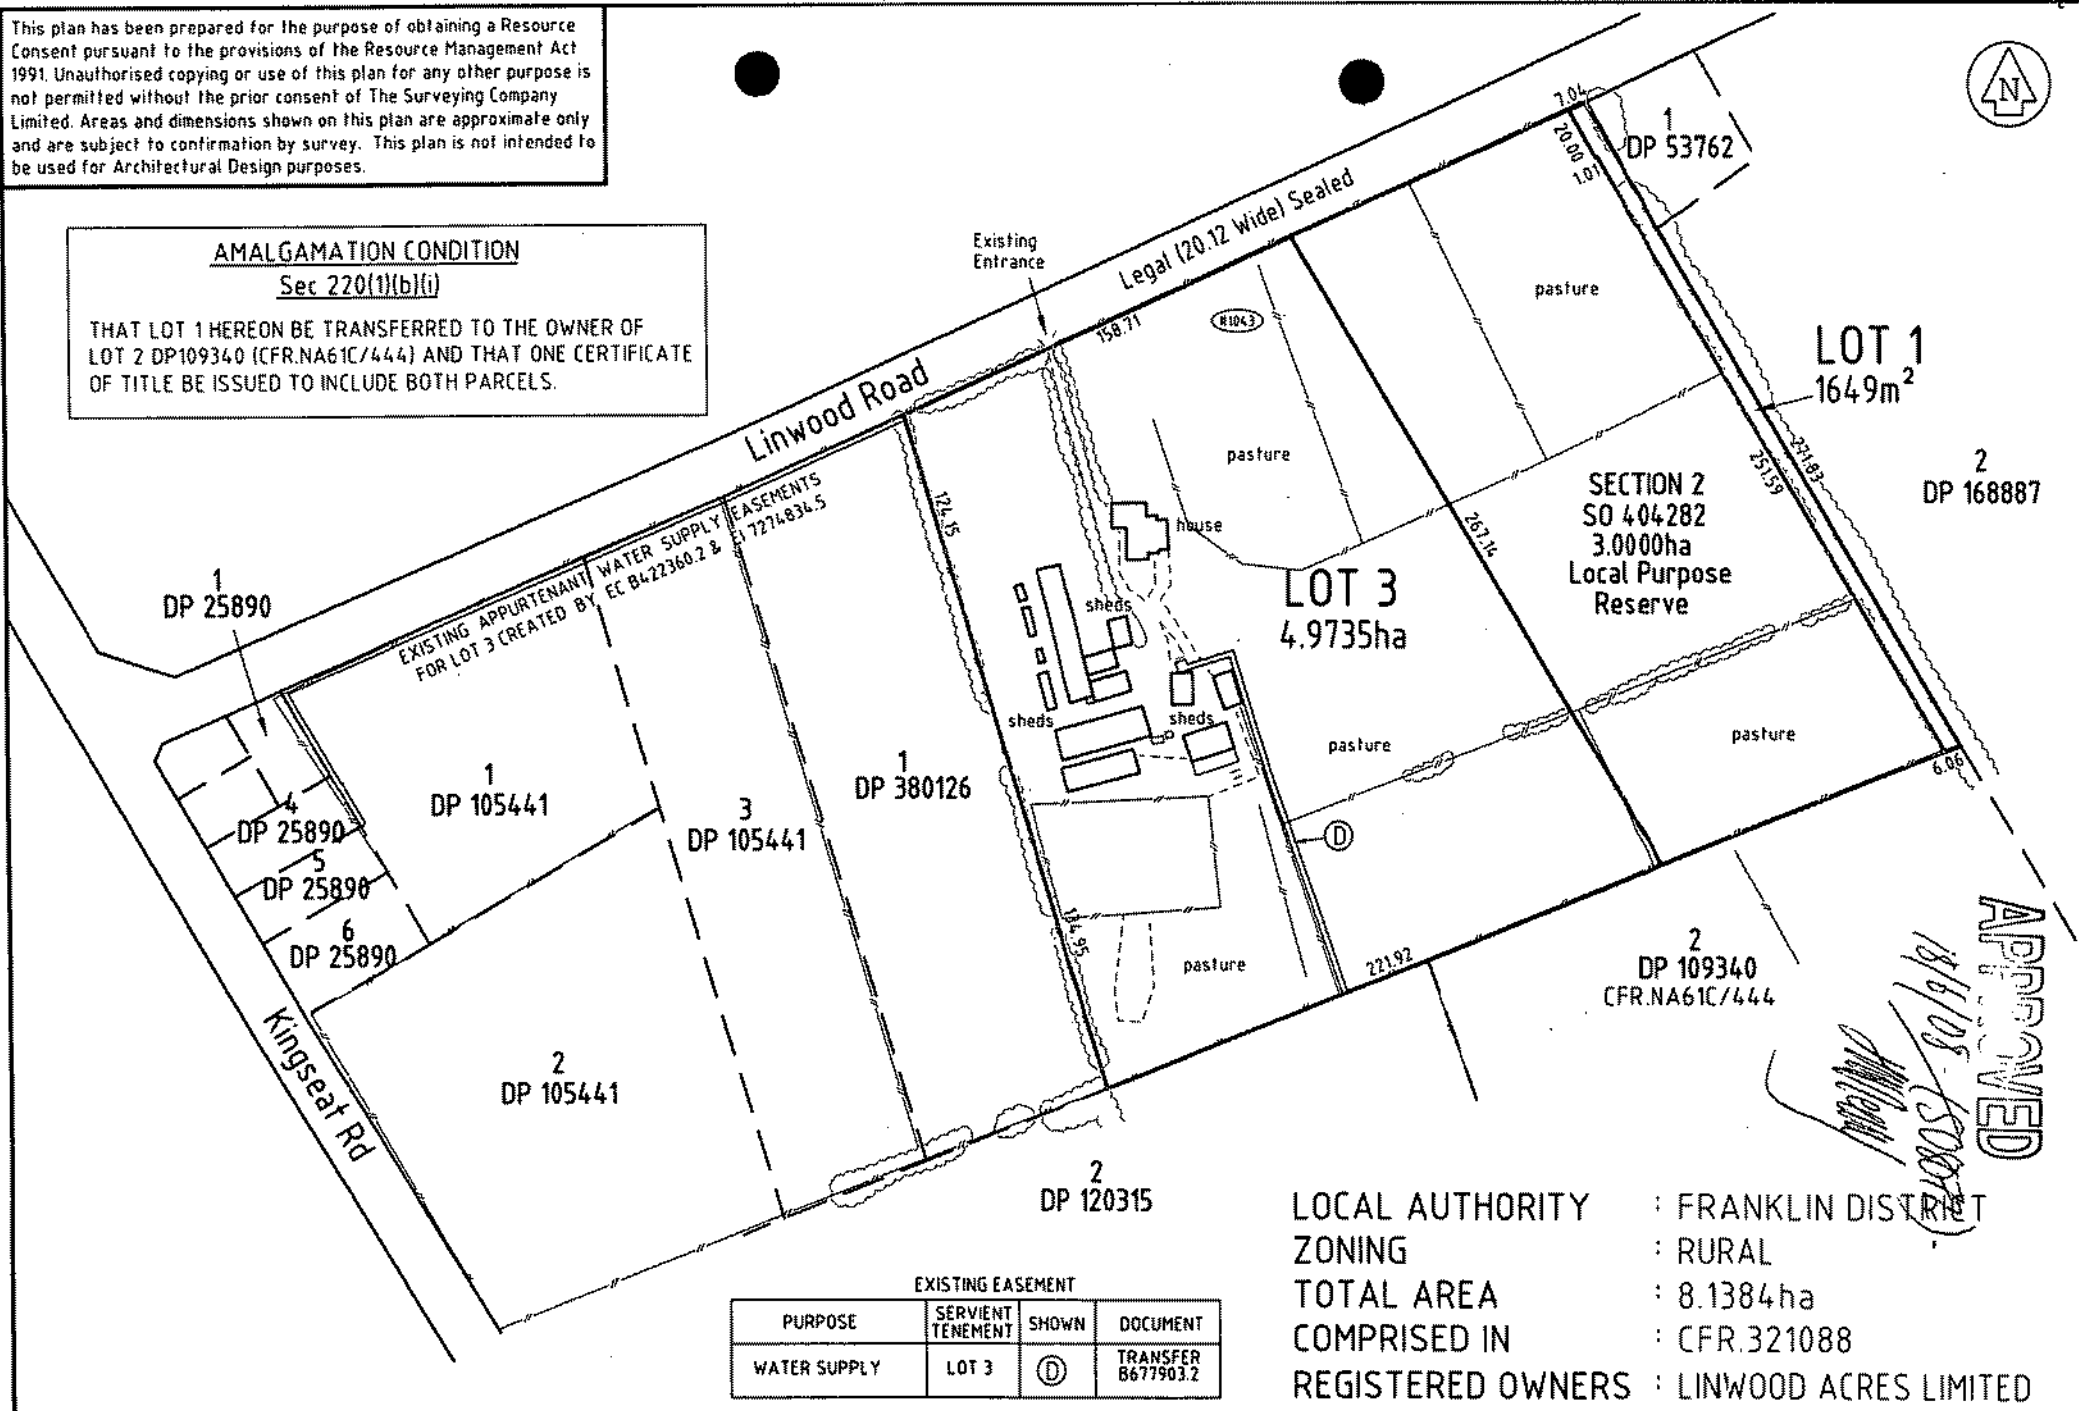 This plan has been prepared for the purpose of obtaining a Resource
Consent pursuant to the provisions of the Resource Management Act
1991. Unauthorised copying or use of this plan for any other purpose is
not permitted without the prior consent of The Surveying Company
Limited. Areas and dimensions shown on this plan are approximate only
and are subject to confirmation by survey. This plan is not intended to
be used for Architectural Design purposes.
N
AMALGAMATION CONDITION
Sec 220(1)(b)(i)
THAT LOT 1 HEREON BE TRANSFERRED TO THE OWNER OF
LOT 2 DP109340 (CFR.NA61C/444) AND THAT ONE CERTIFICATE
OF TITLE BE ISSUED TO INCLUDE BOTH PARCELS.
Existing
Entrance
Linwood Road
Legal (20.12 Wide) Sealed
158.71
7.04
20.00
1.01
1
DP 53762
R1043
pasture
LOT 1
1649m²
2
DP 168887
271.83
251.59
pasture
SECTION 2
SO 404282
3.0000ha
Local Purpose
Reserve
124.15
house
267.14
EXISTING APPURTENANT WATER SUPPLY EASEMENTS
FOR LOT 3 CREATED BY EC B422360.2 & EI 7274834.5
1
DP 25890
sheds
LOT 3
4.9735ha
sheds
sheds
pasture
pasture
6.06
1
DP 105441
3
DP 105441
1
DP 380126
4
DP 25890
5
DP 25890
6
DP 25890
D
pasture
221.92
2
DP 109340
CFR.NA61C/444
APPROVED
18/6/08
Kingseat Rd
2
DP 105441
2
DP 120315
LOCAL AUTHORITY : FRANKLIN DISTRICT
ZONING : RURAL
TOTAL AREA : 8.1384ha
COMPRISED IN : CFR.321088
REGISTERED OWNERS : LINWOOD ACRES LIMITED
EXISTING EASEMENT
PURPOSE SERVIENT TENEMENT SHOWN DOCUMENT
WATER SUPPLY LOT 3 D TRANSFER B677903.2